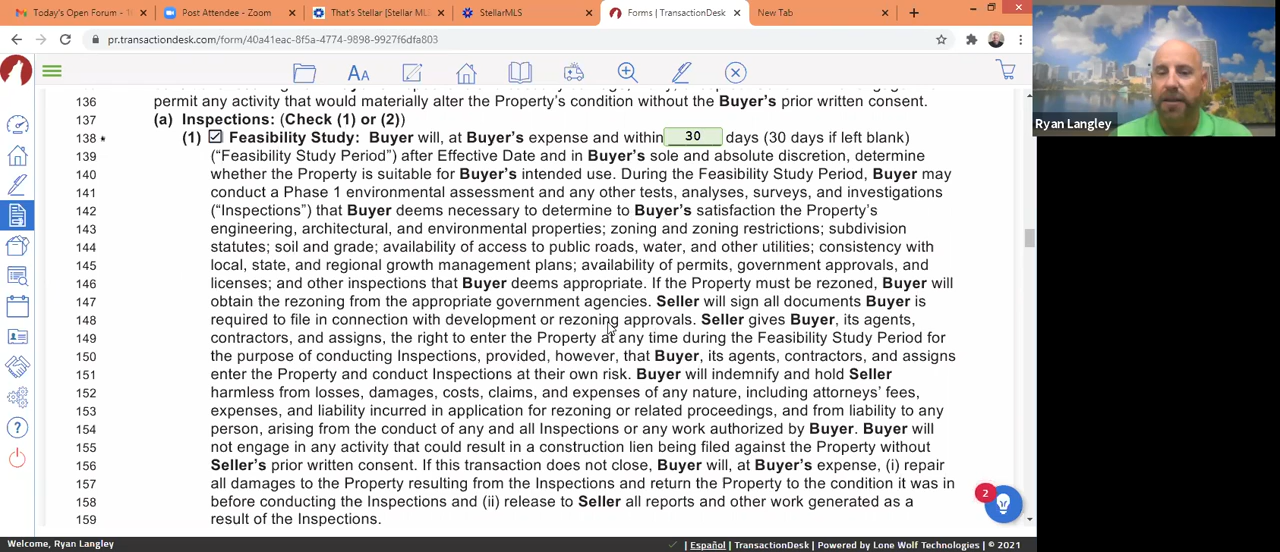 Today's Open Forum - 1
Post Attendee - Zoom
That's Stellar [Stellar ML
StellarMLS
Forms | TransactionDesk
New Tab
pr.transactiondesk.com/form/40a41eac-8f5a-4774-9898-9927f6dfa803
Ryan Langley
136 permit any activity that would materially alter the Property's condition without the Buyer's prior written consent.
137 (a) Inspections: (Check (1) or (2))
138 * (1) Feasibility Study: Buyer will, at Buyer's expense and within 30 days (30 days if left blank)
139 ("Feasibility Study Period") after Effective Date and in Buyer's sole and absolute discretion, determine
140 whether the Property is suitable for Buyer's intended use. During the Feasibility Study Period, Buyer may
141 conduct a Phase 1 environmental assessment and any other tests, analyses, surveys, and investigations
142 ("Inspections") that Buyer deems necessary to determine to Buyer's satisfaction the Property's
143 engineering, architectural, and environmental properties; zoning and zoning restrictions; subdivision
144 statutes; soil and grade; availability of access to public roads, water, and other utilities; consistency with
145 local, state, and regional growth management plans; availability of permits, government approvals, and
146 licenses; and other inspections that Buyer deems appropriate. If the Property must be rezoned, Buyer will
147 obtain the rezoning from the appropriate government agencies. Seller will sign all documents Buyer is
148 required to file in connection with development or rezoning approvals. Seller gives Buyer, its agents,
149 contractors, and assigns, the right to enter the Property at any time during the Feasibility Study Period for
150 the purpose of conducting Inspections, provided, however, that Buyer, its agents, contractors, and assigns
151 enter the Property and conduct Inspections at their own risk. Buyer will indemnify and hold Seller
152 harmless from losses, damages, costs, claims, and expenses of any nature, including attorneys' fees,
153 expenses, and liability incurred in application for rezoning or related proceedings, and from liability to any
154 person, arising from the conduct of any and all Inspections or any work authorized by Buyer. Buyer will
155 not engage in any activity that could result in a construction lien being filed against the Property without
156 Seller's prior written consent. If this transaction does not close, Buyer will, at Buyer's expense, (i) repair
157 all damages to the Property resulting from the Inspections and return the Property to the condition it was in
158 before conducting the Inspections and (ii) release to Seller all reports and other work generated as a
159 result of the Inspections.
2
Welcome, Ryan Langley
| Español | TransactionDesk | Powered by Lone Wolf Technologies | © 2021